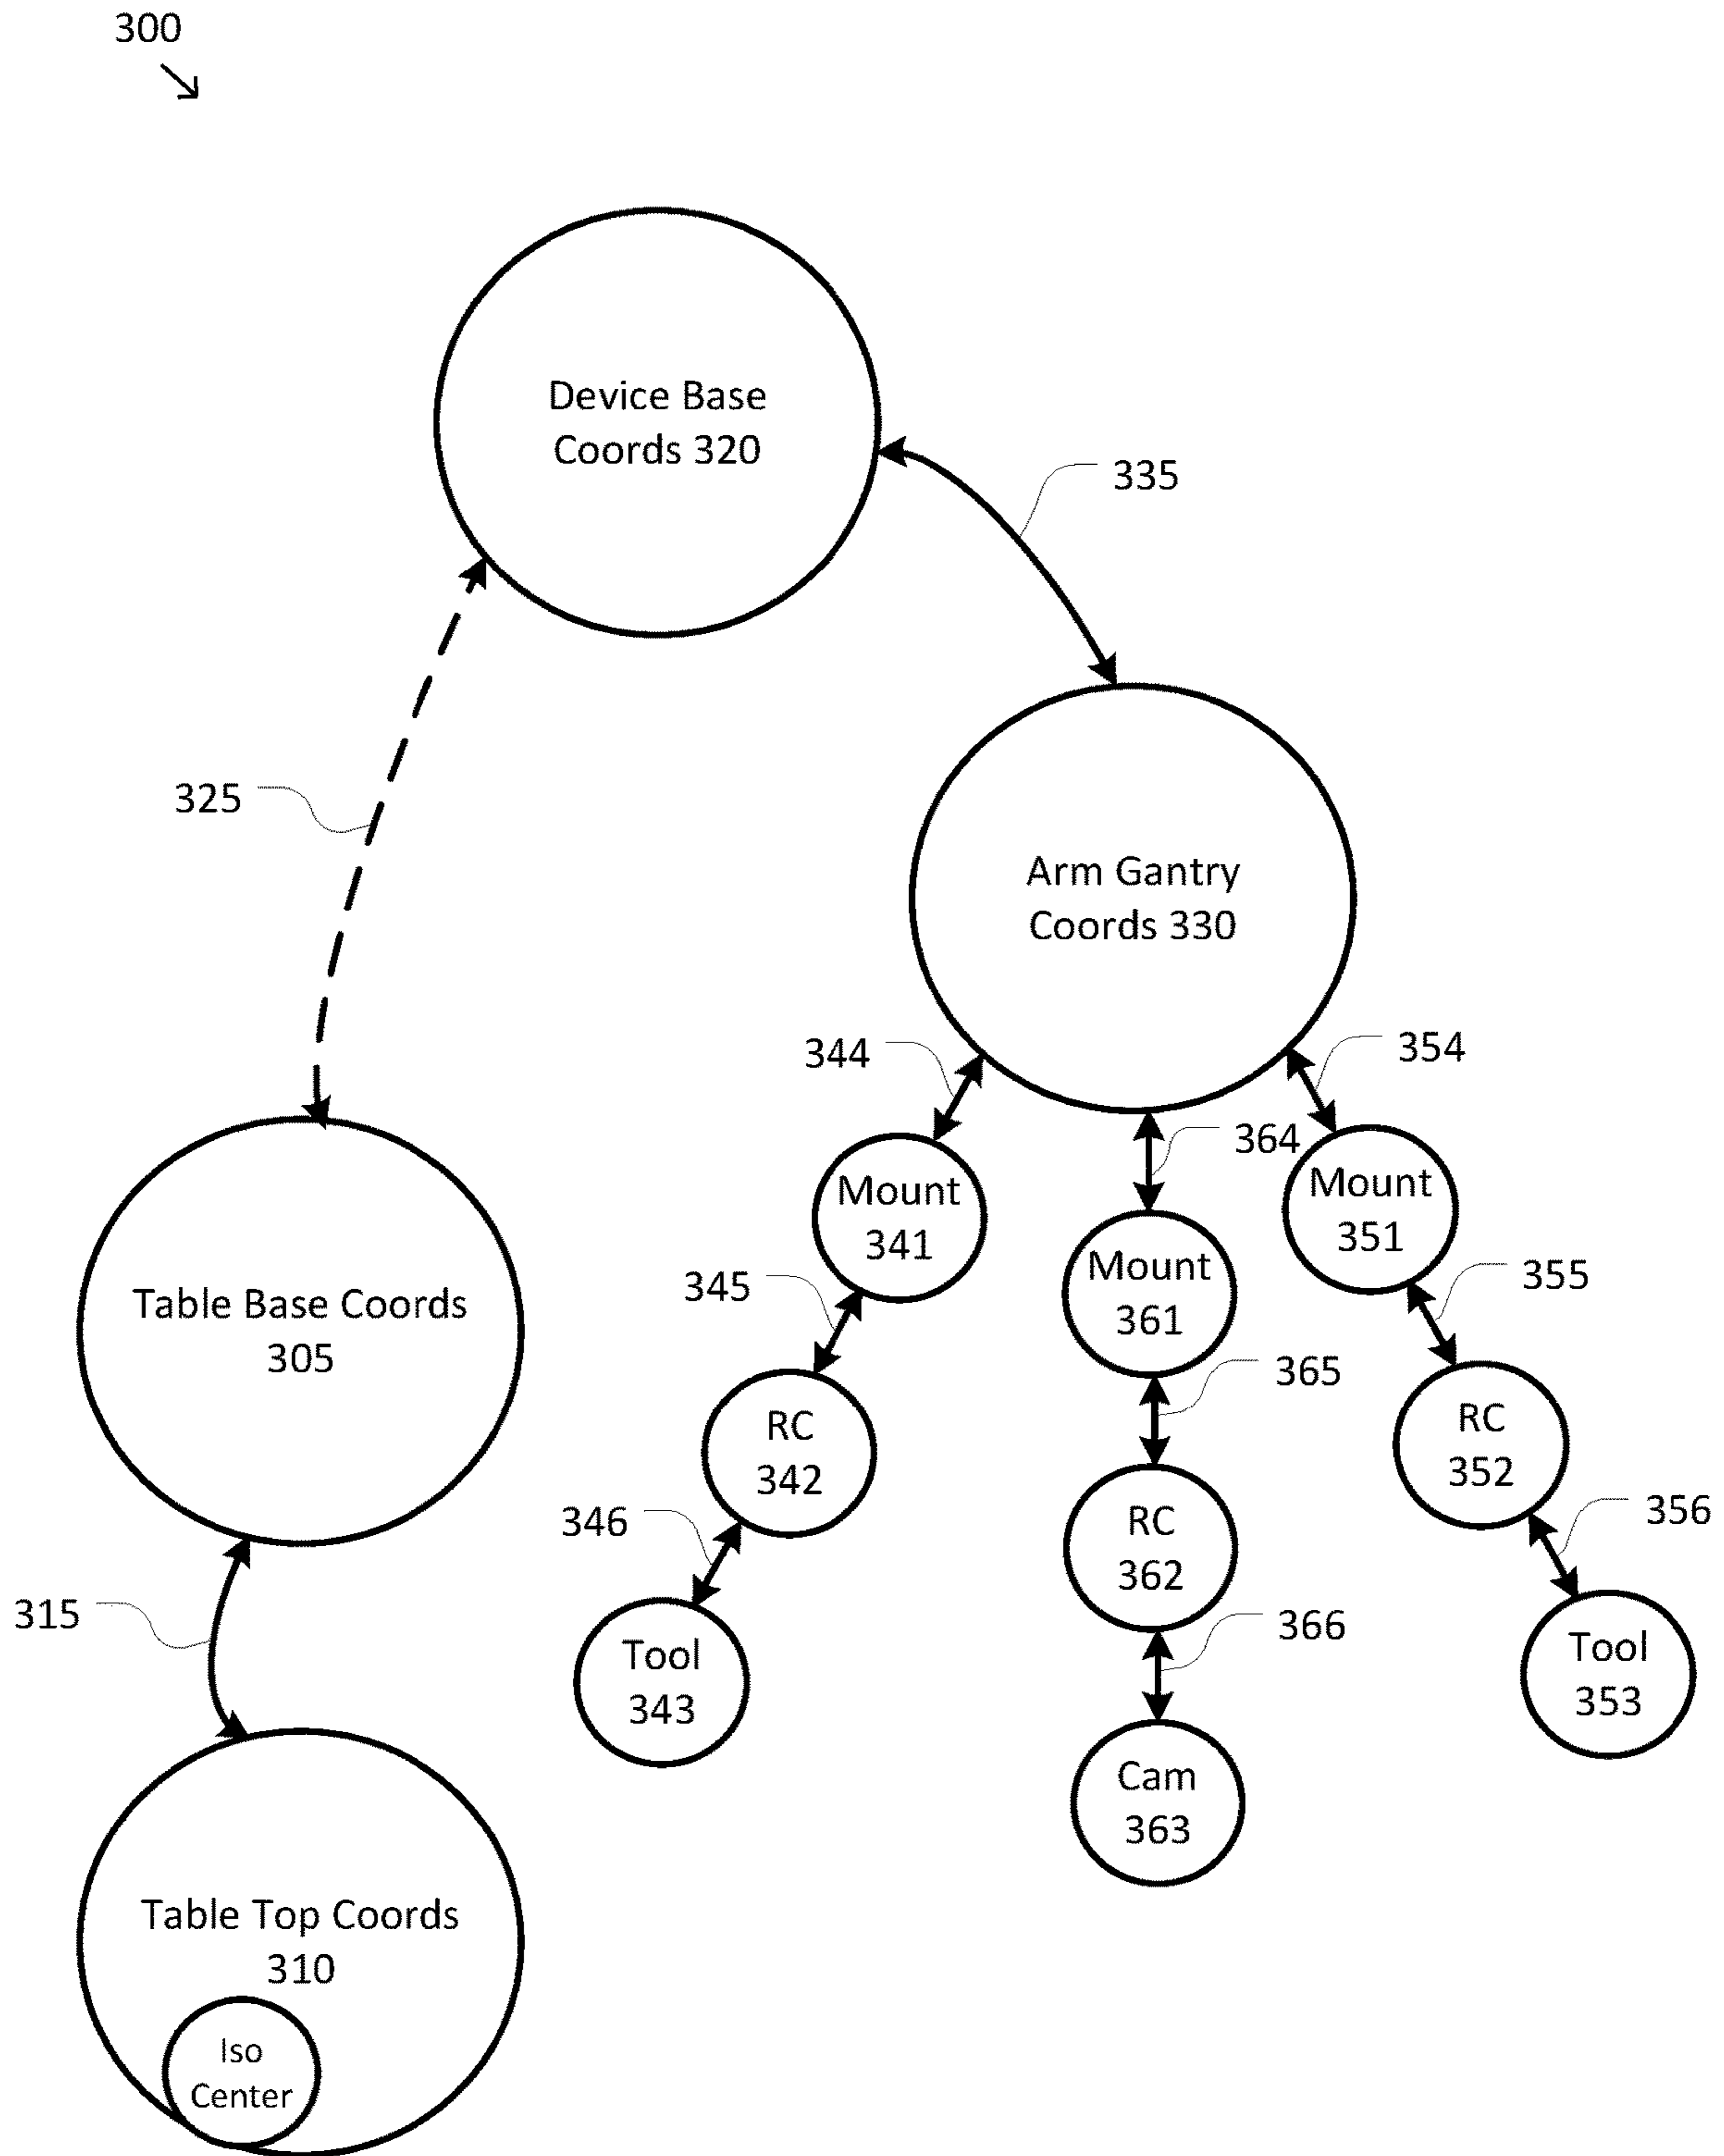 300
Device Base
Coords 320
335
325
Arm Gantry
Coords 330
344
354
364
Mount
341
Mount
361
Mount
351
345
355
365
Table Base Coords
305
RC
342
RC
362
RC
352
346
356
366
315
Tool
343
Cam
363
Tool
353
Table Top Coords
310
Iso
Center